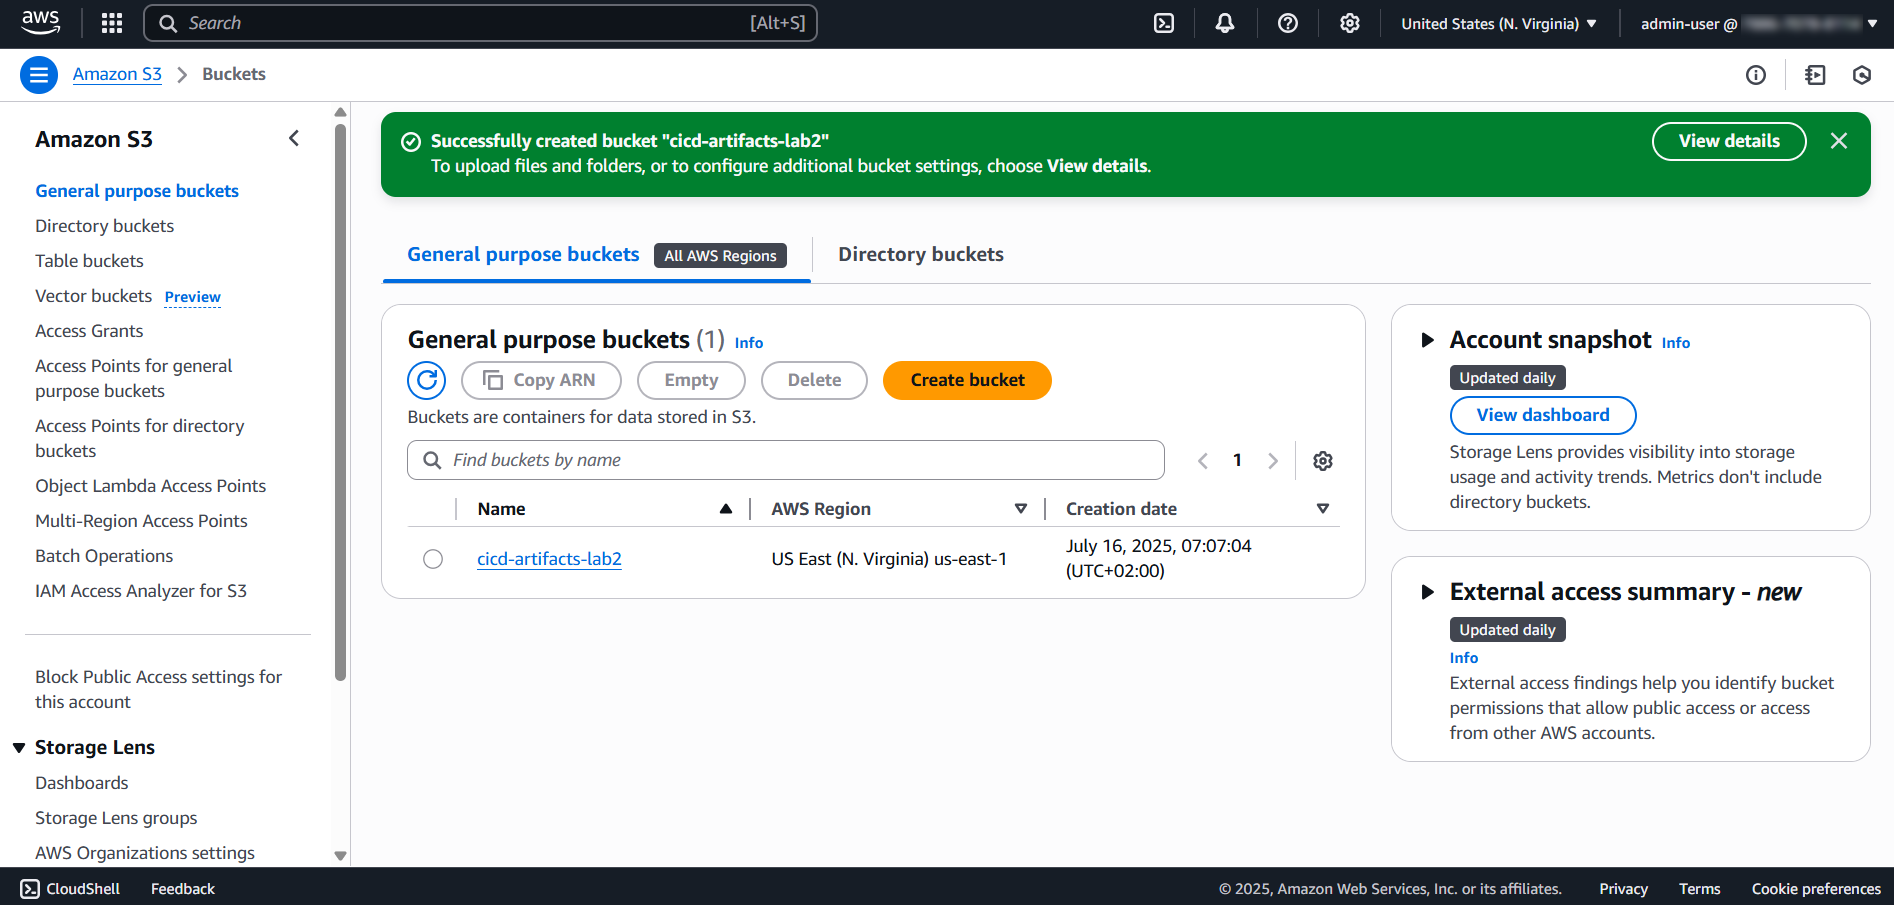 aws
Search [Alt+S]
United States (N. Virginia)
admin-user @
Amazon S3
Buckets
Amazon S3
General purpose buckets
Directory buckets
Table buckets
Vector buckets Preview
Access Grants
Access Points for general
purpose buckets
Access Points for directory
buckets
Object Lambda Access Points
Multi-Region Access Points
Batch Operations
IAM Access Analyzer for S3
Block Public Access settings for
this account
Storage Lens
Dashboards
Storage Lens groups
AWS Organizations settings
Successfully created bucket "cicd-artifacts-lab2"
To upload files and folders, or to configure additional bucket settings, choose View details.
View details
General purpose buckets All AWS Regions
Directory buckets
General purpose buckets (1) Info
Copy ARN
Empty
Delete
Create bucket
Buckets are containers for data stored in S3.
Find buckets by name
1
Name AWS Region Creation date
cicd-artifacts-lab2 US East (N. Virginia) us-east-1 July 16, 2025, 07:07:04
(UTC+02:00)
Account snapshot Info
Updated daily
View dashboard
Storage Lens provides visibility into storage
usage and activity trends. Metrics don't include
directory buckets.
External access summary - new
Updated daily
Info
External access findings help you identify bucket
permissions that allow public access or access
from other AWS accounts.
CloudShell Feedback
© 2025, Amazon Web Services, Inc. or its affiliates. Privacy Terms Cookie preferences